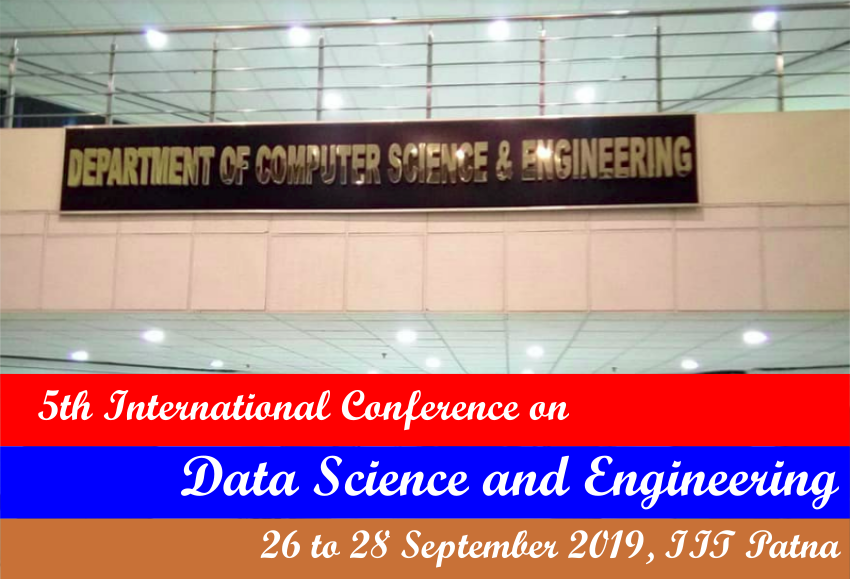 DEPARTMENT OF COMPUTER SCIENCE & ENGINEERING
5th International Conference on
Data Science and Engineering
26 to 28 September 2019, IIT Patna